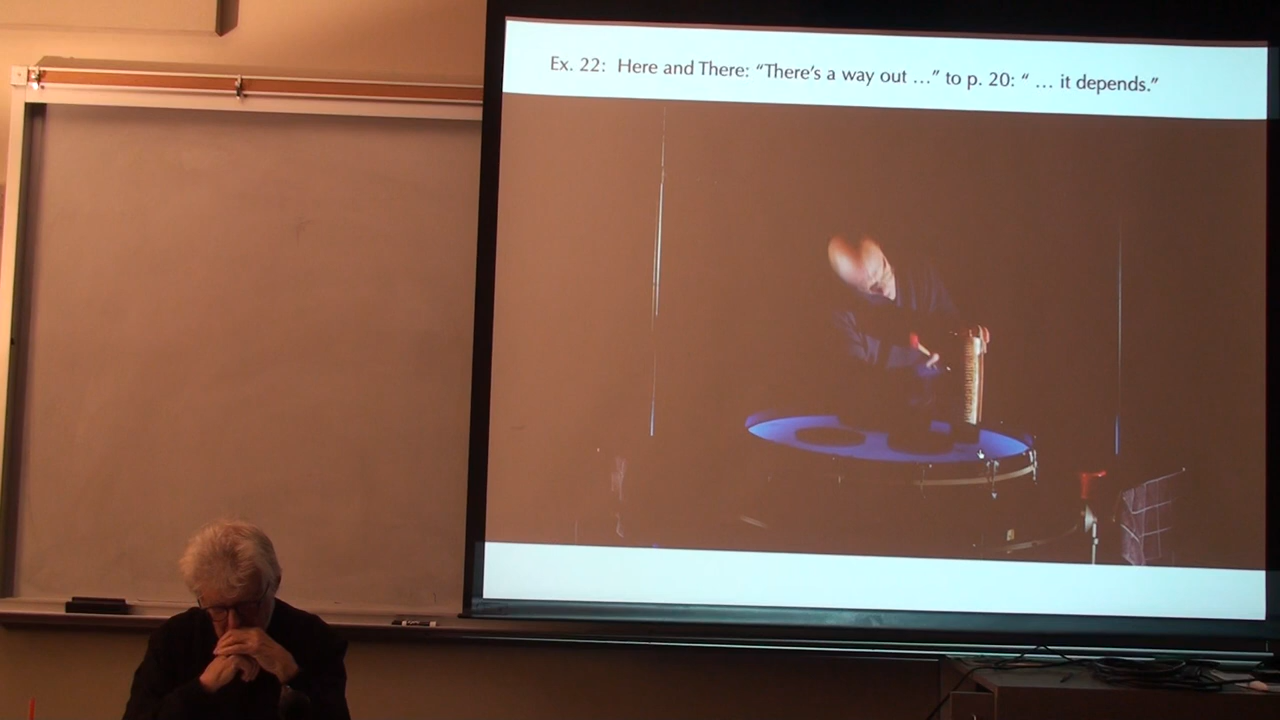 Ex. 22: Here and There: “There’s a way out …” to p. 20: “ … it depends.”